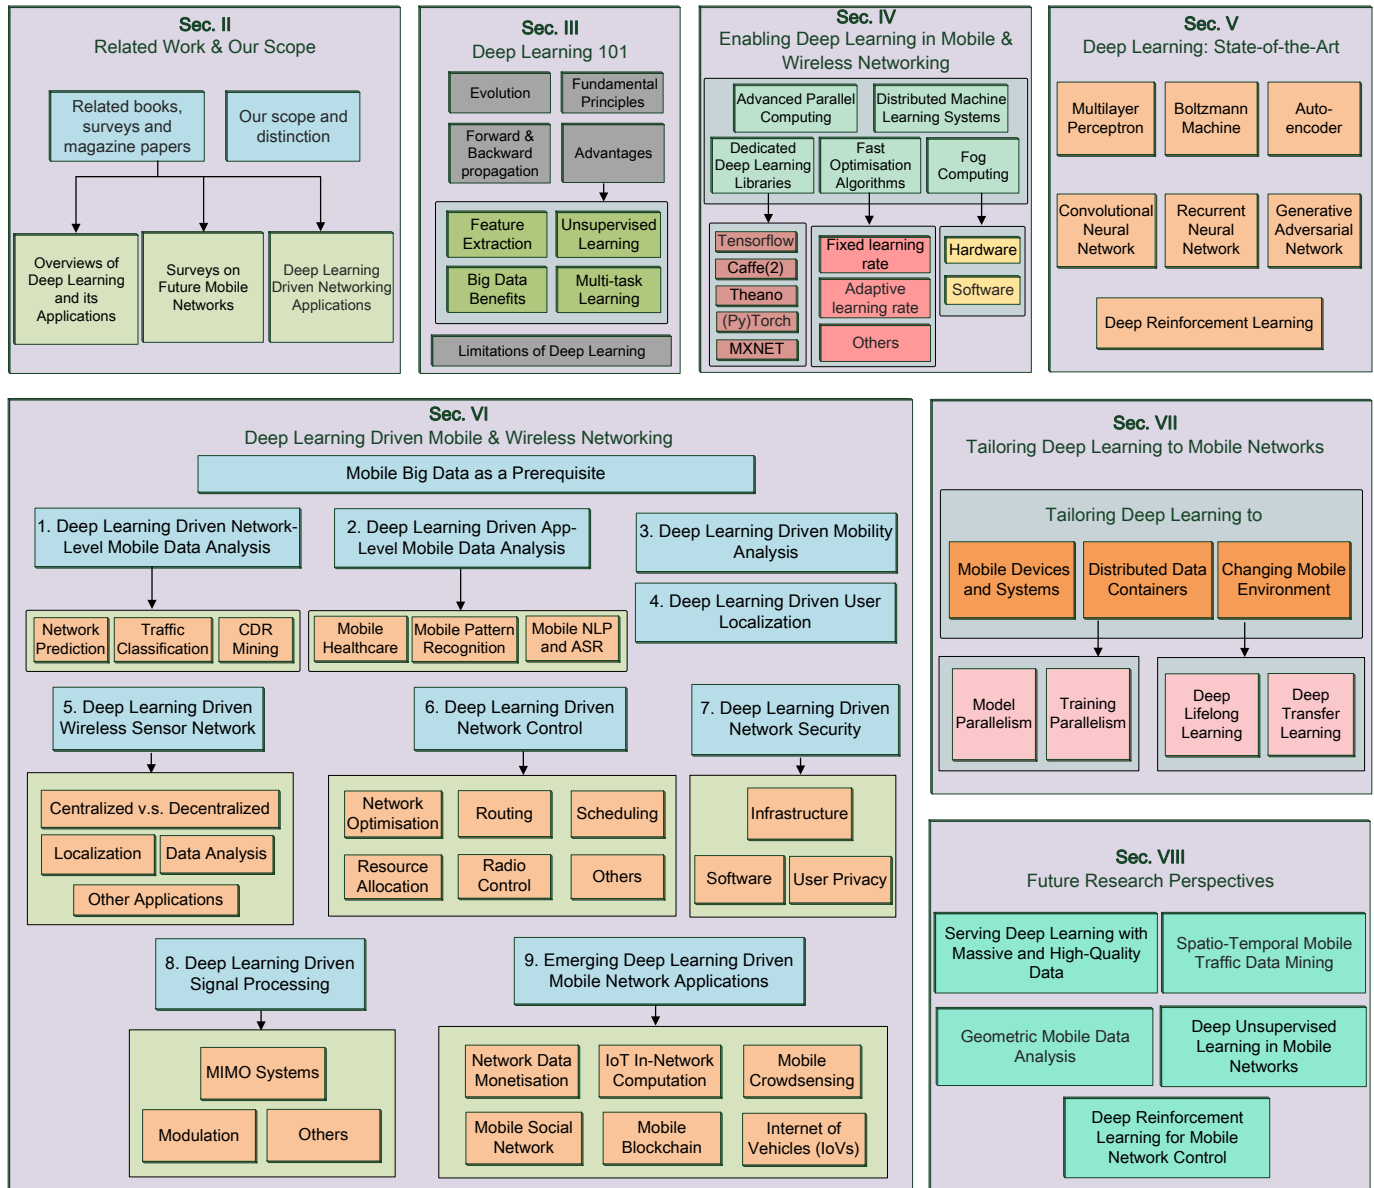 Sec. II
Related Work & Our Scope
Related books,
surveys and
magazine papers
Our scope and
distinction
Overviews of
Deep Learning
and its
Applications
Surveys on
Future Mobile
Networks
Deep Learning
Driven Networking
Applications
Sec. III
Deep Learning 101
Evolution
Fundamental
Principles
Forward &
Backward
propagation
Advantages
Feature
Extraction
Unsupervised
Learning
Big Data
Benefits
Multi-task
Learning
Limitations of Deep Learning
Sec. IV
Enabling Deep Learning in Mobile &
Wireless Networking
Advanced Parallel
Computing
Distributed Machine
Learning Systems
Dedicated
Deep Learning
Libraries
Fast
Optimisation
Algorithms
Fog
Computing
Tensorflow
Caffe(2)
Theano
(Py)Torch
MXNET
Fixed learning
rate
Adaptive
learning rate
Others
Hardware
Software
Sec. V
Deep Learning: State-of-the-Art
Multilayer
Perceptron
Boltzmann
Machine
Auto-
encoder
Convolutional
Neural
Network
Recurrent
Neural
Network
Generative
Adversarial
Network
Deep Reinforcement Learning
Sec. VI
Deep Learning Driven Mobile & Wireless Networking
Mobile Big Data as a Prerequisite
1. Deep Learning Driven Network-
Level Mobile Data Analysis
2. Deep Learning Driven App-
Level Mobile Data Analysis
3. Deep Learning Driven Mobility
Analysis
4. Deep Learning Driven User
Localization
Network
Prediction
Traffic
Classification
CDR
Mining
Mobile
Healthcare
Mobile Pattern
Recognition
Mobile NLP
and ASR
5. Deep Learning Driven
Wireless Sensor Network
6. Deep Learning Driven
Network Control
7. Deep Learning Driven
Network Security
Centralized v.s. Decentralized
Localization
Data Analysis
Other Applications
Network
Optimisation
Routing
Scheduling
Resource
Allocation
Radio
Control
Others
Infrastructure
Software
User Privacy
8. Deep Learning Driven
Signal Processing
9. Emerging Deep Learning Driven
Mobile Network Applications
MIMO Systems
Modulation
Others
Network Data
Monetisation
IoT In-Network
Computation
Mobile
Crowdsensing
Mobile Social
Network
Mobile
Blockchain
Internet of
Vehicles (IoVs)
Sec. VII
Tailoring Deep Learning to Mobile Networks
Tailoring Deep Learning to
Mobile Devices
and Systems
Distributed Data
Containers
Changing Mobile
Environment
Model
Parallelism
Training
Parallelism
Deep
Lifelong
Learning
Deep
Transfer
Learning
Sec. VIII
Future Research Perspectives
Serving Deep Learning with
Massive and High-Quality
Data
Spatio-Temporal Mobile
Traffic Data Mining
Geometric Mobile Data
Analysis
Deep Unsupervised
Learning in Mobile
Networks
Deep Reinforcement
Learning for Mobile
Network Control